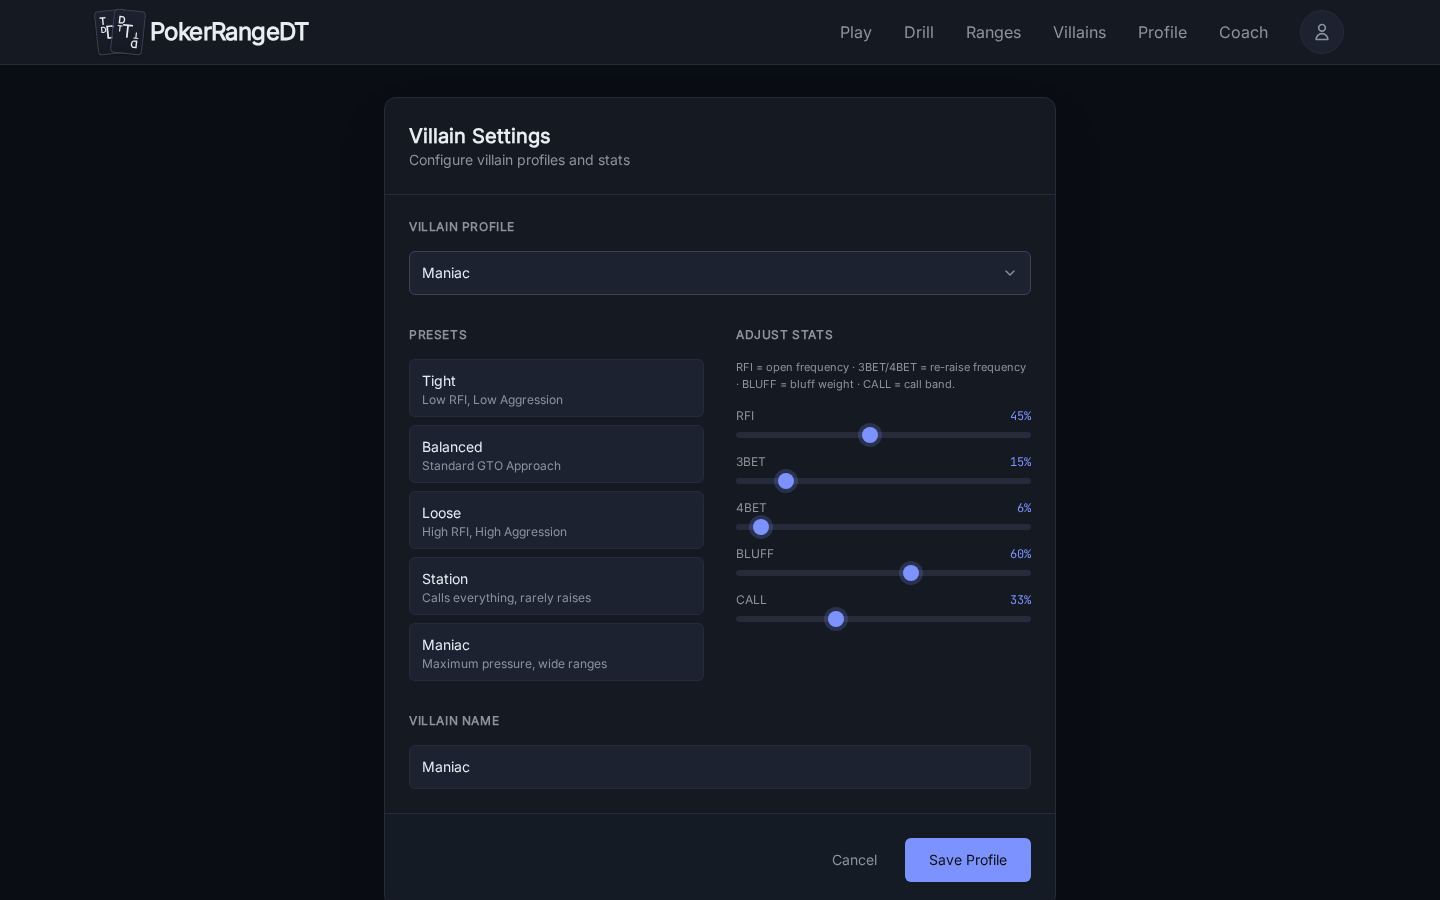 PokerRangeDT
Play
Drill
Ranges
Villains
Profile
Coach
Villain Settings
Configure villain profiles and stats
VILLAIN PROFILE
Maniac
PRESETS
Tight
Low RFI, Low Aggression
Balanced
Standard GTO Approach
Loose
High RFI, High Aggression
Station
Calls everything, rarely raises
Maniac
Maximum pressure, wide ranges
ADJUST STATS
RFI = open frequency · 3BET/4BET = re-raise frequency
· BLUFF = bluff weight · CALL = call band.
RFI 45%
3BET 15%
4BET 6%
BLUFF 60%
CALL 33%
VILLAIN NAME
Maniac
Cancel
Save Profile